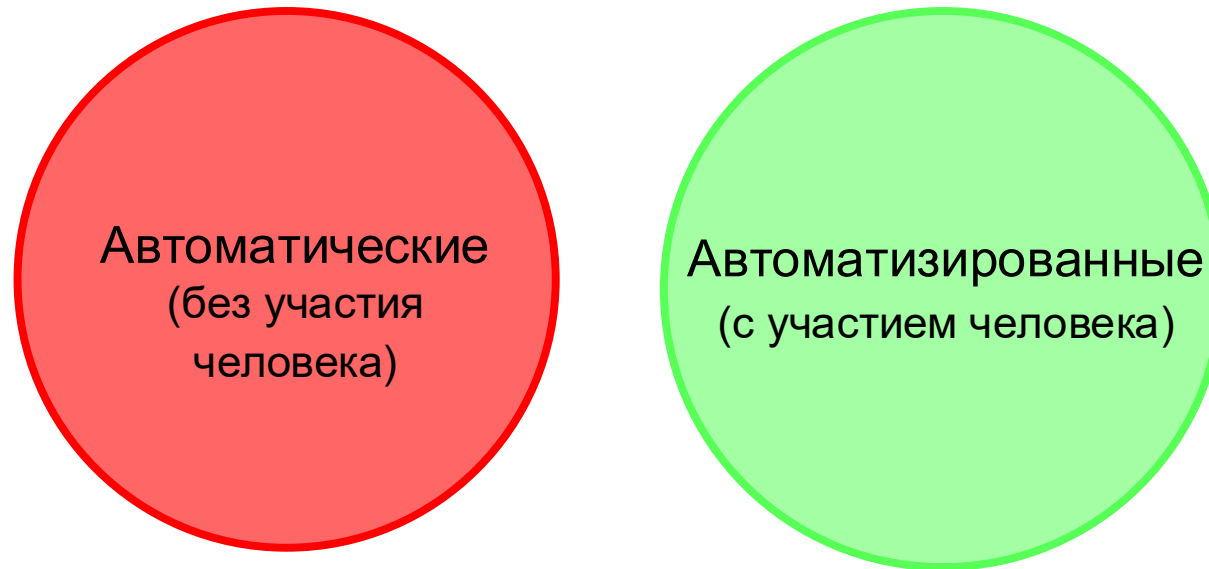 Автоматические
(без участия
человека)
Автоматизированные
(с участием человека)